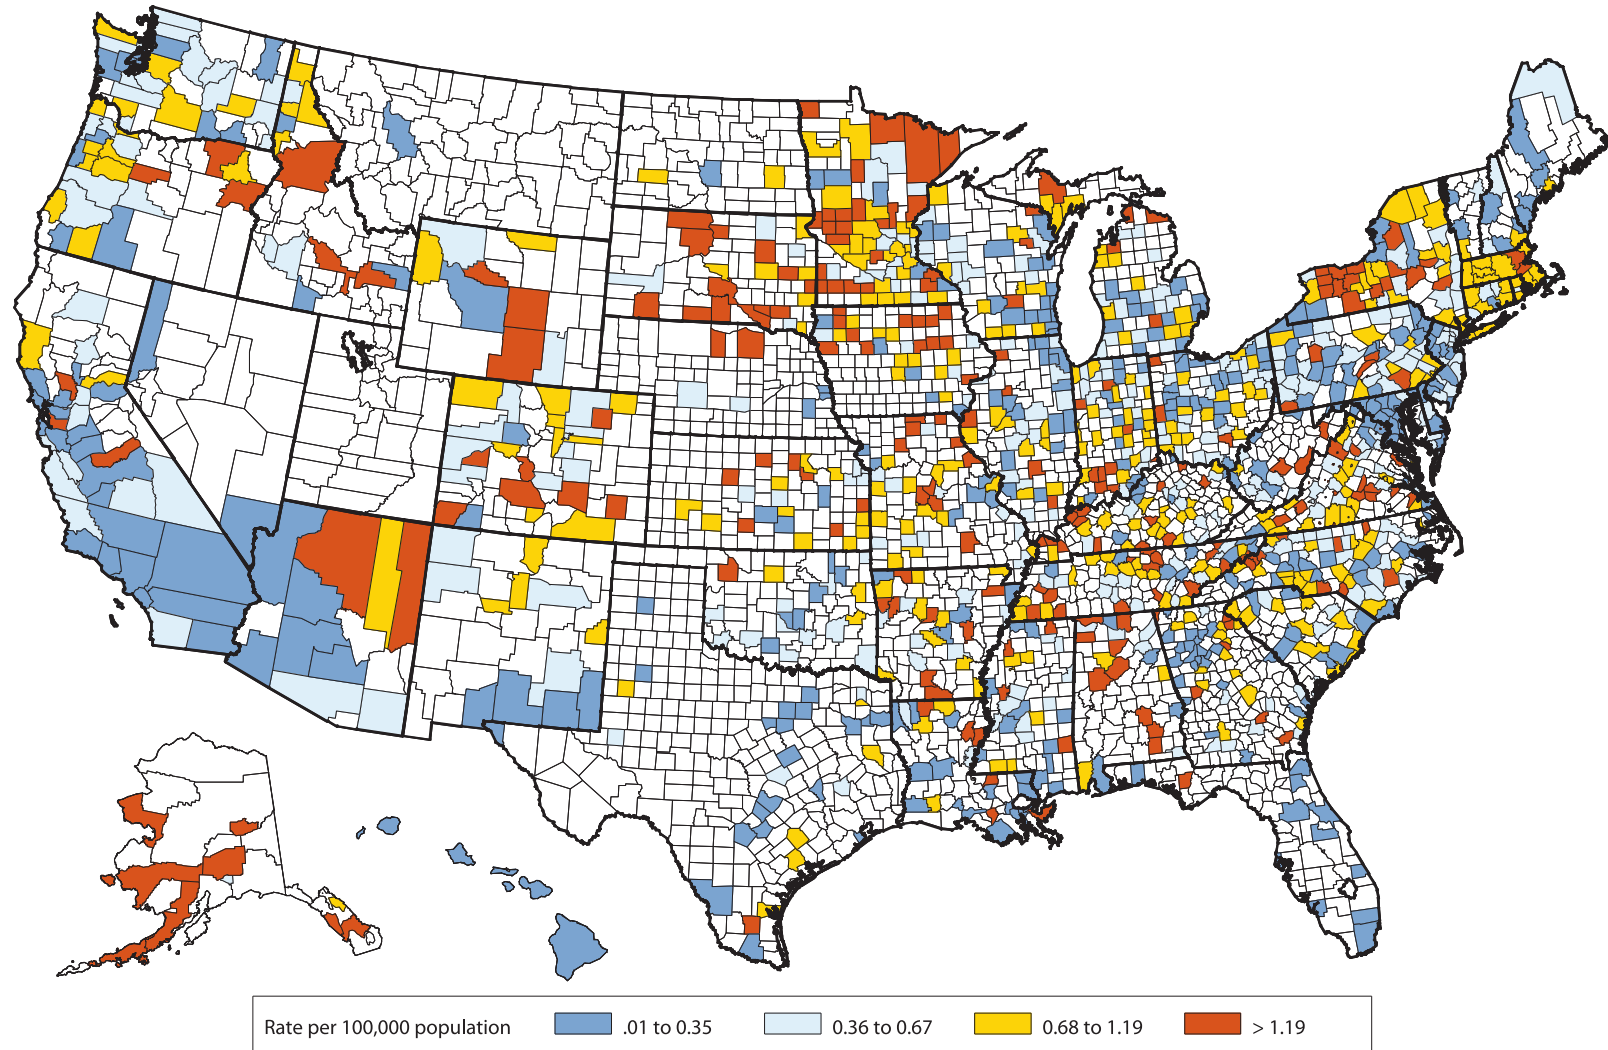 Rate per 100,000 population .01 to 0.35 0.36 to 0.67 0.68 to 1.19 > 1.19